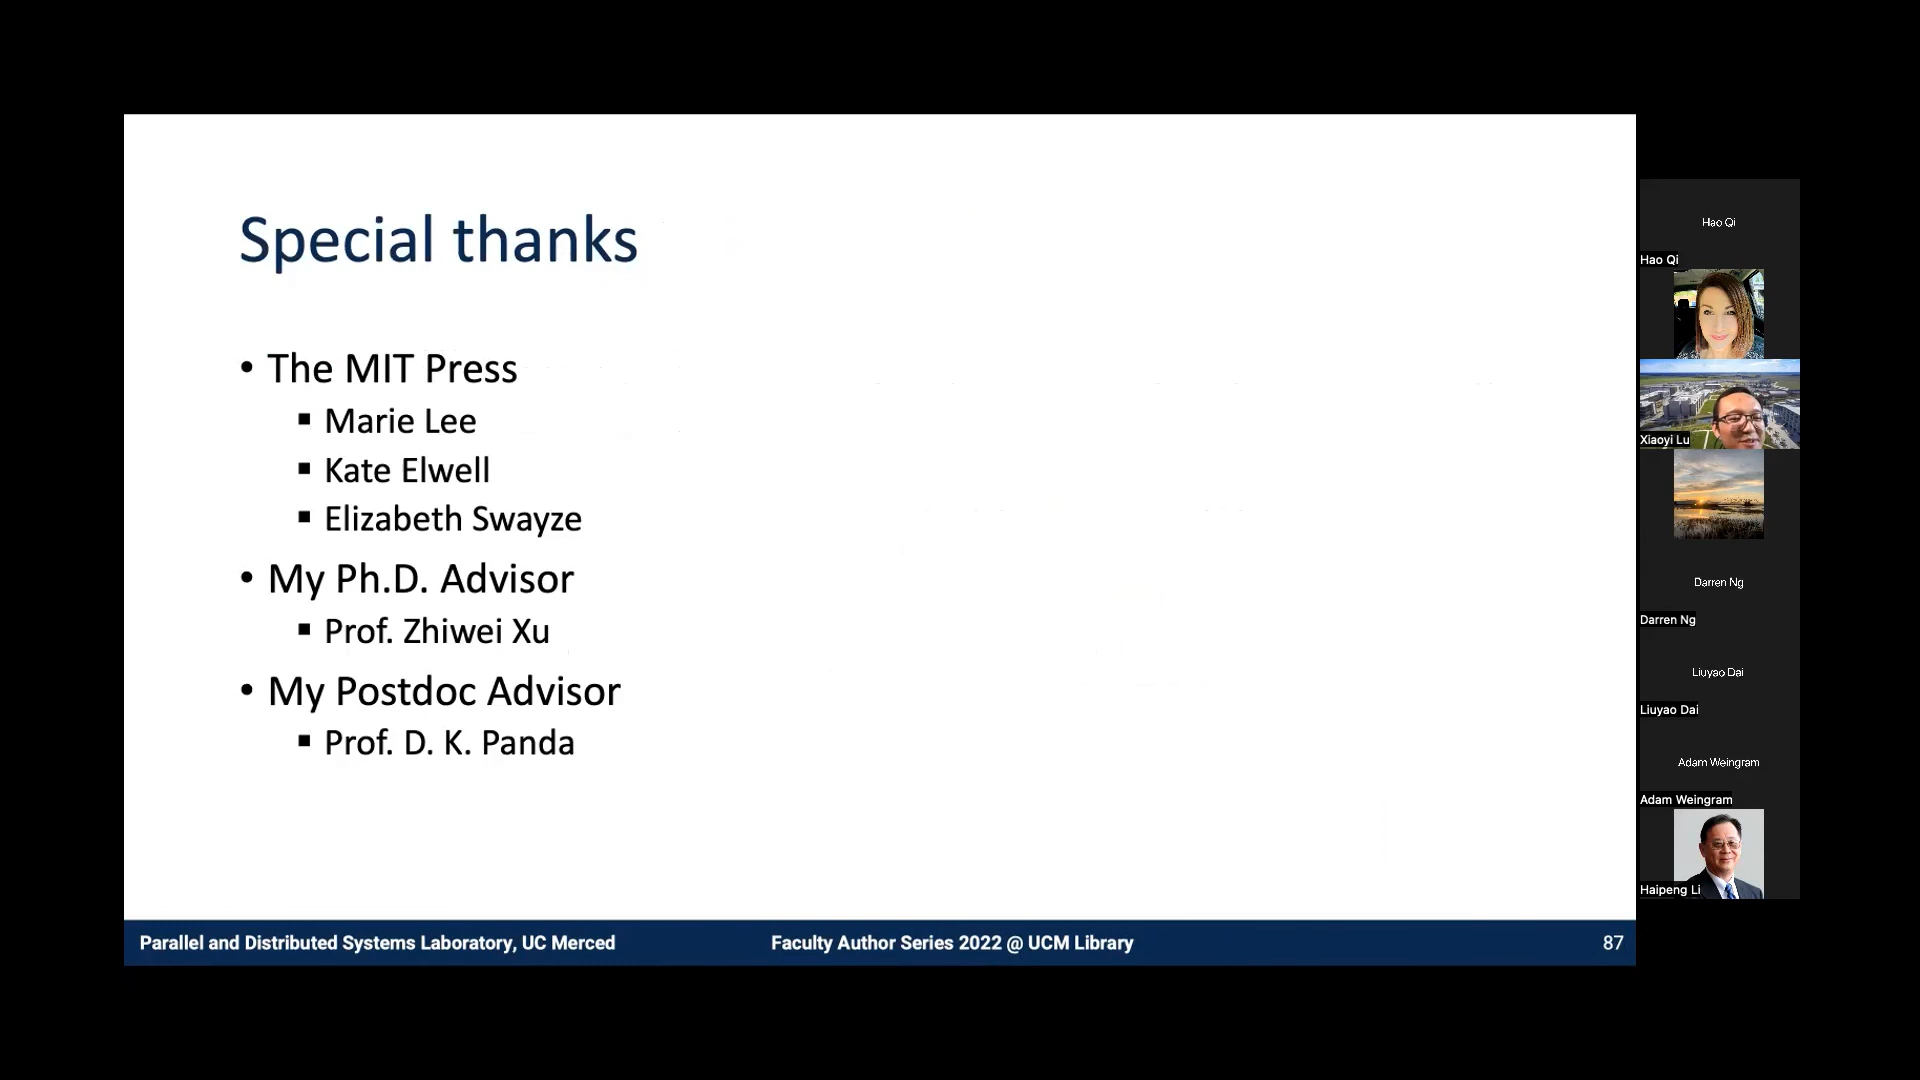 Special thanks
• The MIT Press
▪ Marie Lee
▪ Kate Elwell
▪ Elizabeth Swayze
• My Ph.D. Advisor
▪ Prof. Zhiwei Xu
• My Postdoc Advisor
▪ Prof. D. K. Panda
Parallel and Distributed Systems Laboratory, UC Merced
Faculty Author Series 2022 @ UCM Library
87
Hao Qi
Hao Qi
Xiaoyi Lu
Darren Ng
Darren Ng
Liuyao Dai
Liuyao Dai
Adam Weingram
Adam Weingram
Haipeng Li